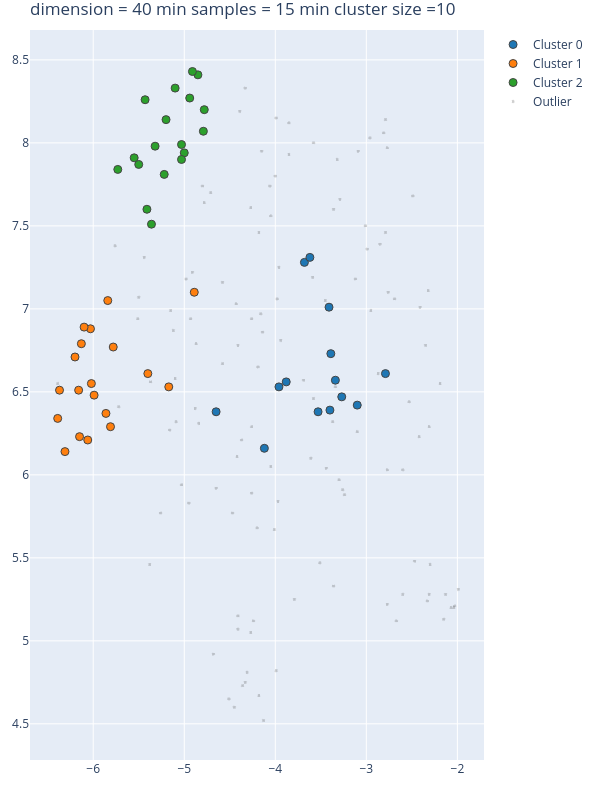 dimension = 40 min samples = 15 min cluster size =10
Cluster 0
Cluster 1
Cluster 2
Outlier
8.5
8
7.5
7
6.5
6
5.5
5
4.5
−6
−5
−4
−3
−2